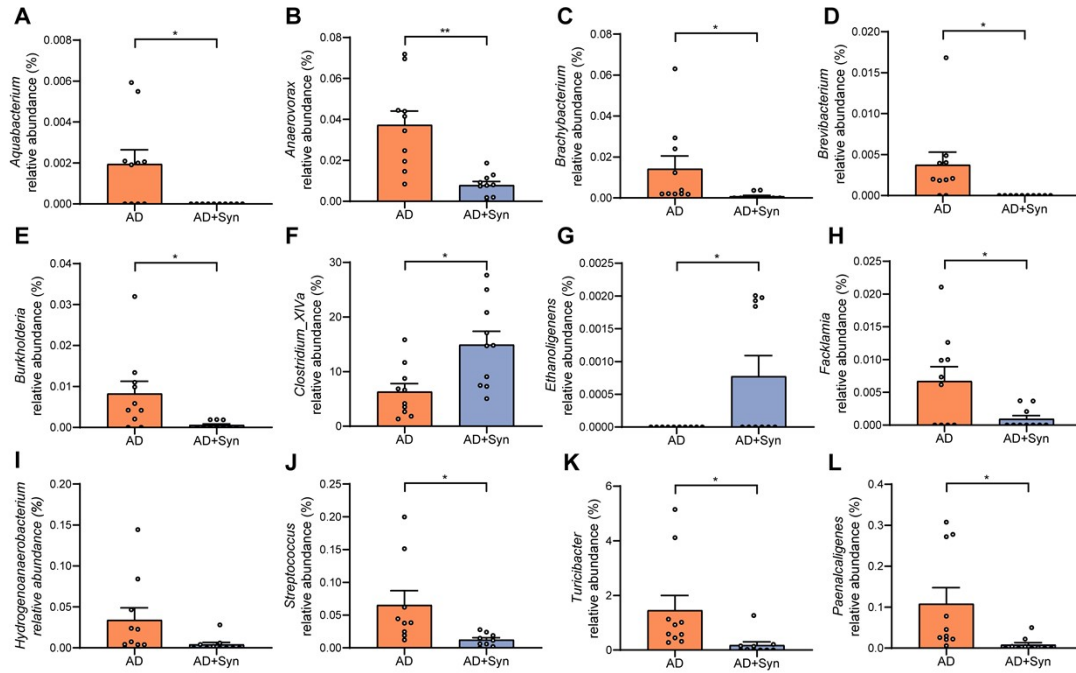 A
Aquabacterium
relative abundance (%)
0.008
0.006
0.004
0.002
0.000
*
AD
AD+Syn
B
Anaerovorax
relative abundance (%)
0.08
0.06
0.04
0.02
0.00
**
AD
AD+Syn
C
Brachybacterium
relative abundance (%)
0.08
0.06
0.04
0.02
0.00
*
AD
AD+Syn
D
Brevibacterium
relative abundance (%)
0.020
0.015
0.010
0.005
0.000
*
AD
AD+Syn
E
Burkholderia
relative abundance (%)
0.04
0.03
0.02
0.01
0.00
*
AD
AD+Syn
F
Clostridium_XIVa
relative abundance (%)
30
20
10
0
*
AD
AD+Syn
G
Ethanoligenens
relative abundance (%)
0.0025
0.0020
0.0015
0.0010
0.0005
0.0000
*
AD
AD+Syn
H
Facklamia
relative abundance (%)
0.025
0.020
0.015
0.010
0.005
0.000
*
AD
AD+Syn
I
Hydrogenoanaerobacterium
relative abundance (%)
0.20
0.15
0.10
0.05
0.00
AD
AD+Syn
J
Streptococcus
relative abundance (%)
0.25
0.20
0.15
0.10
0.05
0.00
*
AD
AD+Syn
K
Turicibacter
relative abundance (%)
6
4
2
0
*
AD
AD+Syn
L
Paenalcaligenes
relative abundance (%)
0.4
0.3
0.2
0.1
0.0
*
AD
AD+Syn